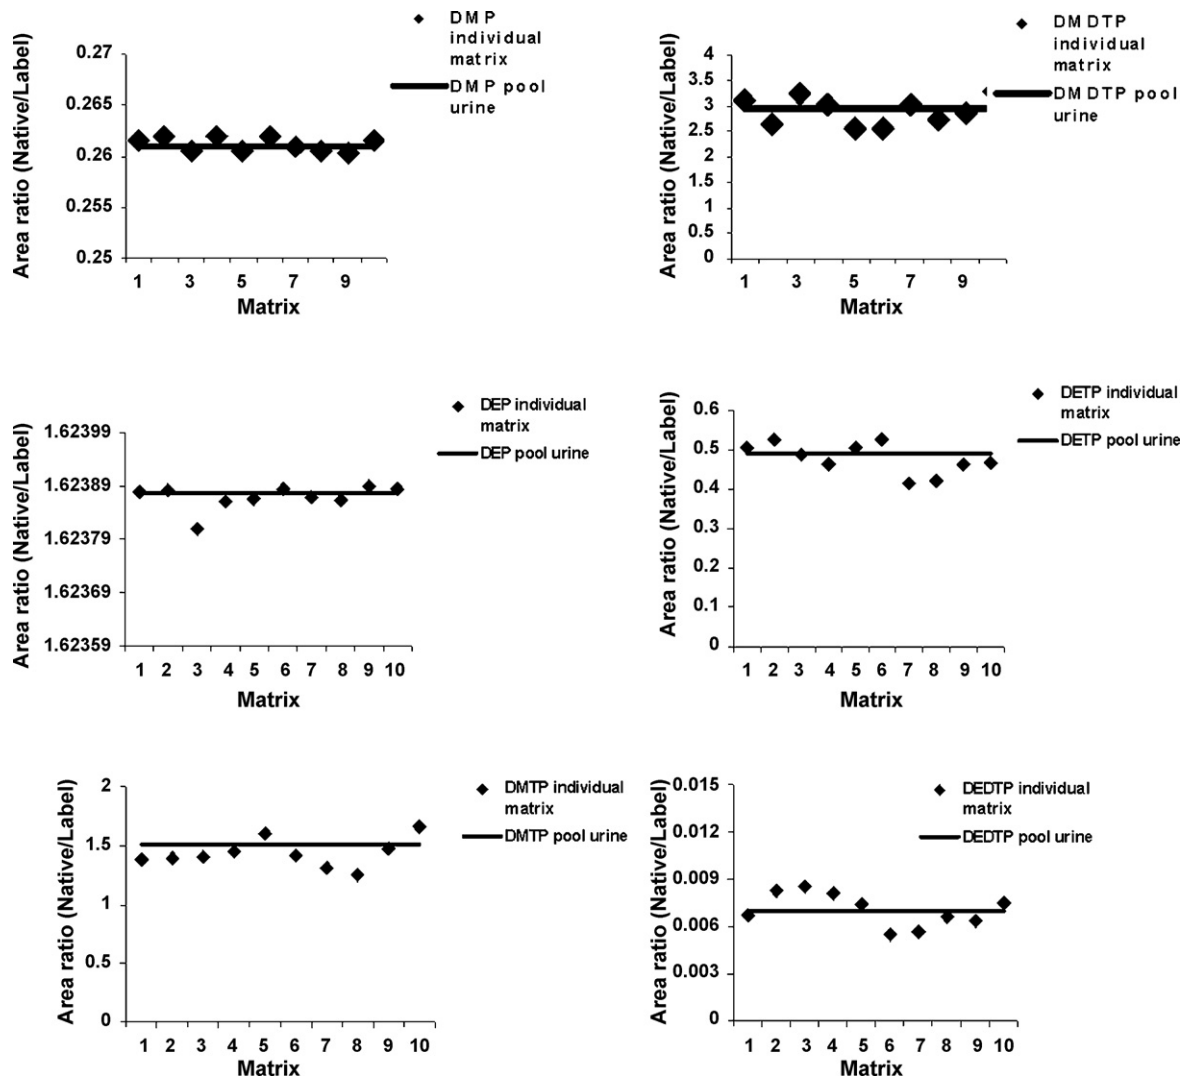 DMP
individual
matrix
DMP pool
urine
Area ratio (Native/Label)
0.27
0.265
0.26
0.255
0.25
1 3 5 7 9
Matrix
DMDTP
individual
matrix
DMDTP pool
urine
Area ratio (Native/Label)
4
3.5
3
2.5
2
1.5
1
0.5
0
1 3 5 7 9
Matrix
DEP individual
matrix
DEP pool urine
Area ratio (Native/Label)
1.62399
1.62389
1.62379
1.62369
1.62359
1 2 3 4 5 6 7 8 9 10
Matrix
DETP individual
matrix
DETP pool urine
Area ratio (Native/Label)
0.6
0.5
0.4
0.3
0.2
0.1
0
1 2 3 4 5 6 7 8 9 10
Matrix
DMTP individual
matrix
DMTP pool urine
Area ratio (Native/Label)
2
1.5
1
0.5
0
1 2 3 4 5 6 7 8 9 10
Matrix
DEDTP individual
matrix
DEDTP pool urine
Area ratio (Native/Label)
0.015
0.012
0.009
0.006
0.003
0
1 2 3 4 5 6 7 8 9 10
Matrix